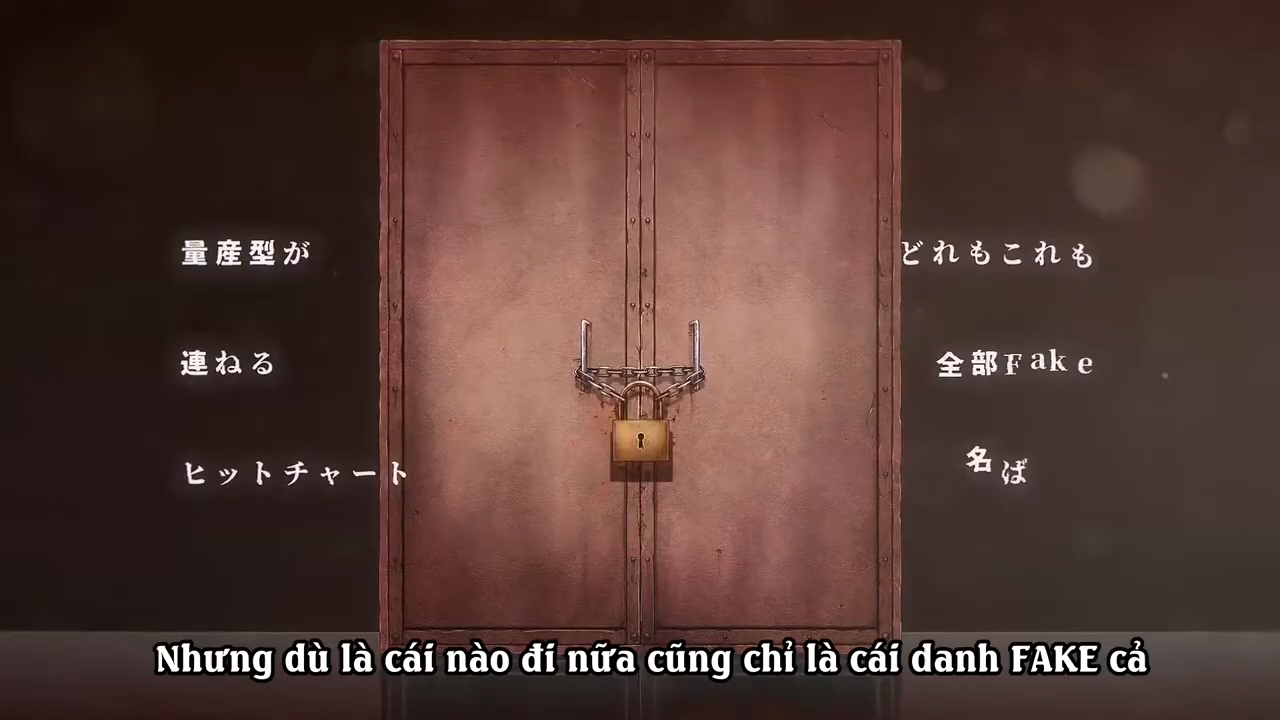 量産型が
連ねる
ヒットチャート
どれもこれも
全部Fake
名ば
Nhưng dù là cái nào đi nữa cũng chỉ là cái danh FAKE cả